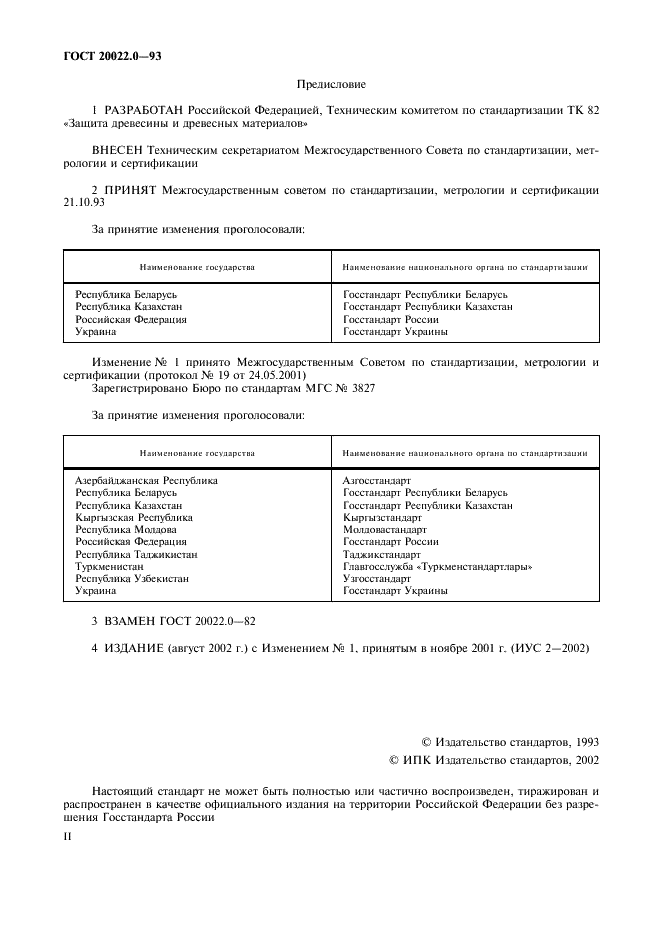 ГОСТ 20022.0—93
Предисловие
1 РАЗРАБОТАН Российской Федерацией, Техническим комитетом по стандартизации ТК 82
«Защита древесины и древесных материалов»
ВНЕСЕН Техническим секретариатом Межгосударственного Совета по стандартизации, мет-
рологии и сертификации
2 ПРИНЯТ Межгосударственным советом по стандартизации, метрологии и сертификации
21.10.93
За принятие изменения проголосовали:
Наименование государства Наименование национального органа по стандартизации
Республика Беларусь Госстандарт Республики Беларусь
Республика Казахстан Госстандарт Республики Казахстан
Российская Федерация Госстандарт России
Украина Госстандарт Украины
Изменение № 1 принято Межгосударственным Советом по стандартизации, метрологии и
сертификации (протокол № 19 от 24.05.2001)
Зарегистрировано Бюро по стандартам МГС № 3827
За принятие изменения проголосовали:
Наименование государства Наименование национального органа по стандартизации
Азербайджанская Республика Азгосстандарт
Республика Беларусь Госстандарт Республики Беларусь
Республика Казахстан Госстандарт Республики Казахстан
Кыргызская Республика Кыргызстандарт
Республика Молдова Молдовастандарт
Российская Федерация Госстандарт России
Республика Таджикистан Таджикстандарт
Туркменистан Главгосслужба «Туркменстандартлары»
Республика Узбекистан Узгосстандарт
Украина Госстандарт Украины
3 ВЗАМЕН ГОСТ 20022.0—82
4 ИЗДАНИЕ (август 2002 г.) с Изменением № 1, принятым в ноябре 2001 г. (ИУС 2—2002)
© Издательство стандартов, 1993
© ИПК Издательство стандартов, 2002
Настоящий стандарт не может быть полностью или частично воспроизведен, тиражирован и
распространен в качестве официального издания на территории Российской Федерации без разре-
шения Госстандарта России
II